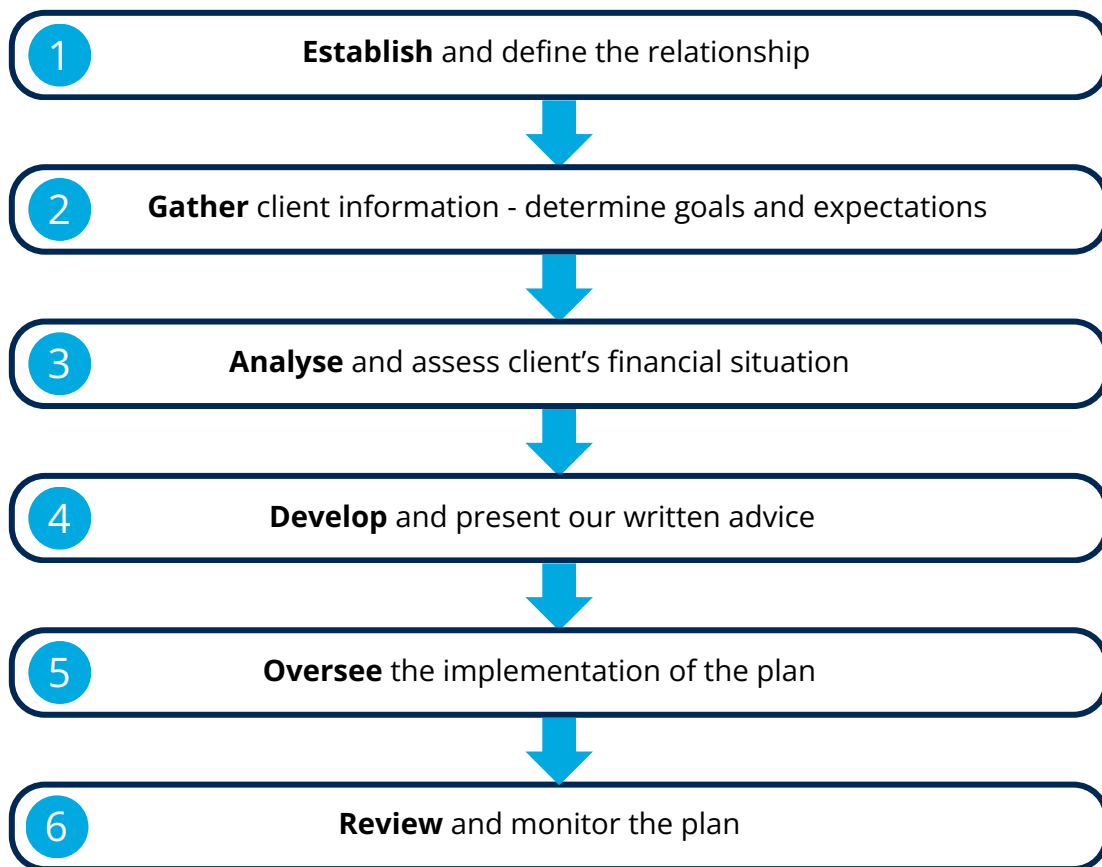 1 Establish and define the relationship
2 Gather client information - determine goals and expectations
3 Analyse and assess client’s financial situation
4 Develop and present our written advice
5 Oversee the implementation of the plan
6 Review and monitor the plan